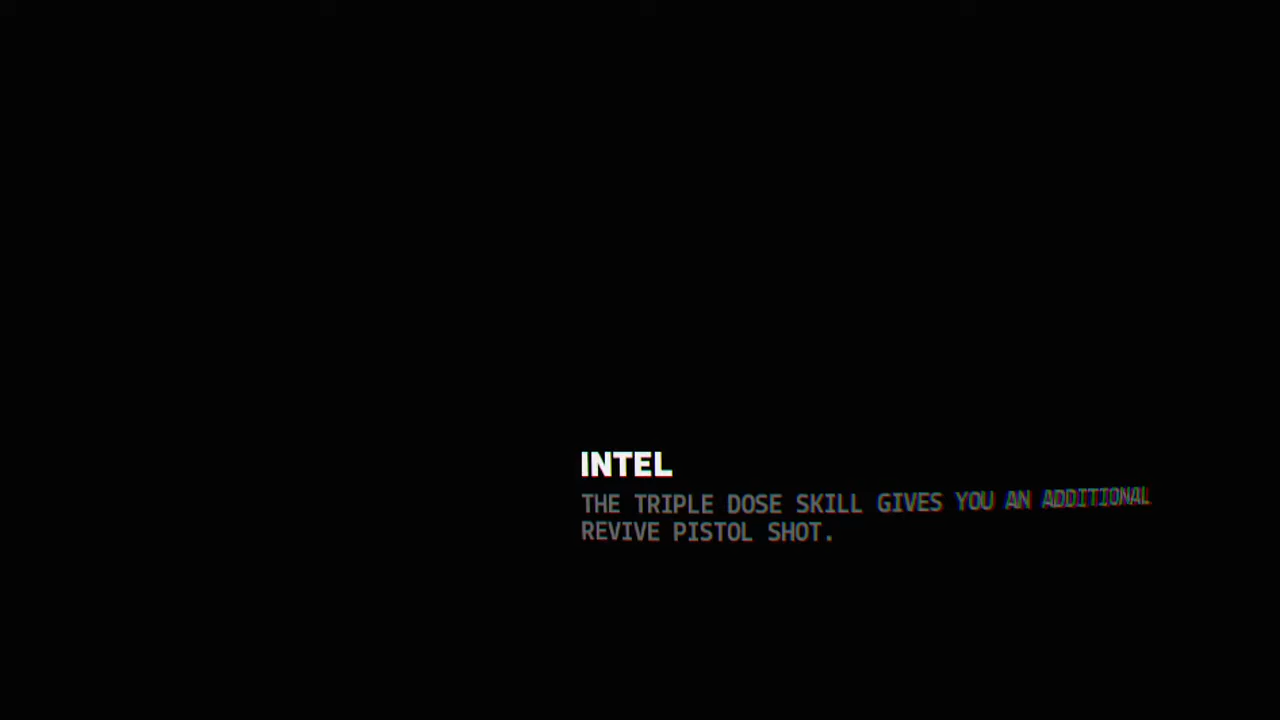 INTEL
THE TRIPLE DOSE SKILL GIVES YOU AN ADDITIONAL
REVIVE PISTOL SHOT.